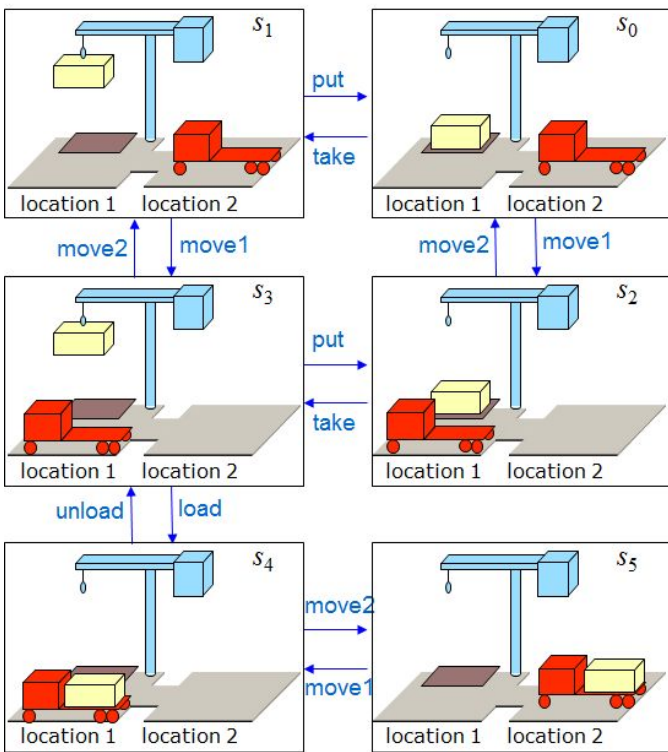 s1
s0
put
take
location 1 location 2
location 1 location 2
move2
move1
move2
move1
s3
s2
put
take
location 1 location 2
location 1 location 2
unload
load
s4
s5
move2
move1
location 1 location 2
location 1 location 2